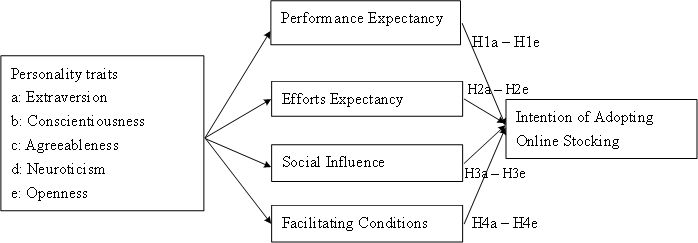 Personality traits
a: Extraversion
b: Conscientiousness
c: Agreeableness
d: Neuroticism
e: Openness
Performance Expectancy
Efforts Expectancy
Social Influence
Facilitating Conditions
H1a – H1e
H2a – H2e
H3a – H3e
H4a – H4e
Intention of Adopting
Online Stocking